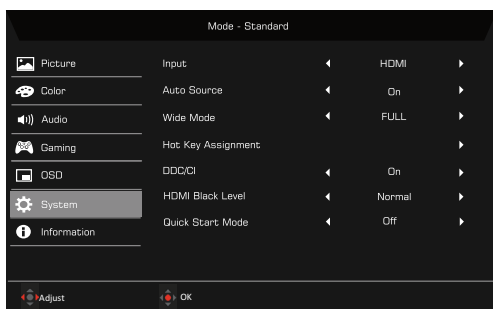 Mode - Standard
Picture
Input HDMI
Color
Auto Source On
Audio
Wide Mode FULL
Gaming
Hot Key Assignment
OSD
DDC/CI On
System
HDMI Black Level Normal
Information
Quick Start Mode Off
Adjust OK